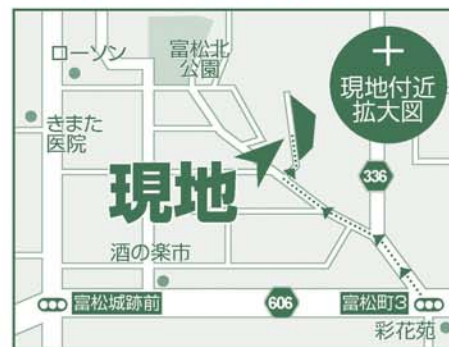 ローソン
富松北
公園
＋
現地付近
拡大図
きまた
医院
現地
336
酒の楽市
富松城跡前
606
富松町3
彩花苑